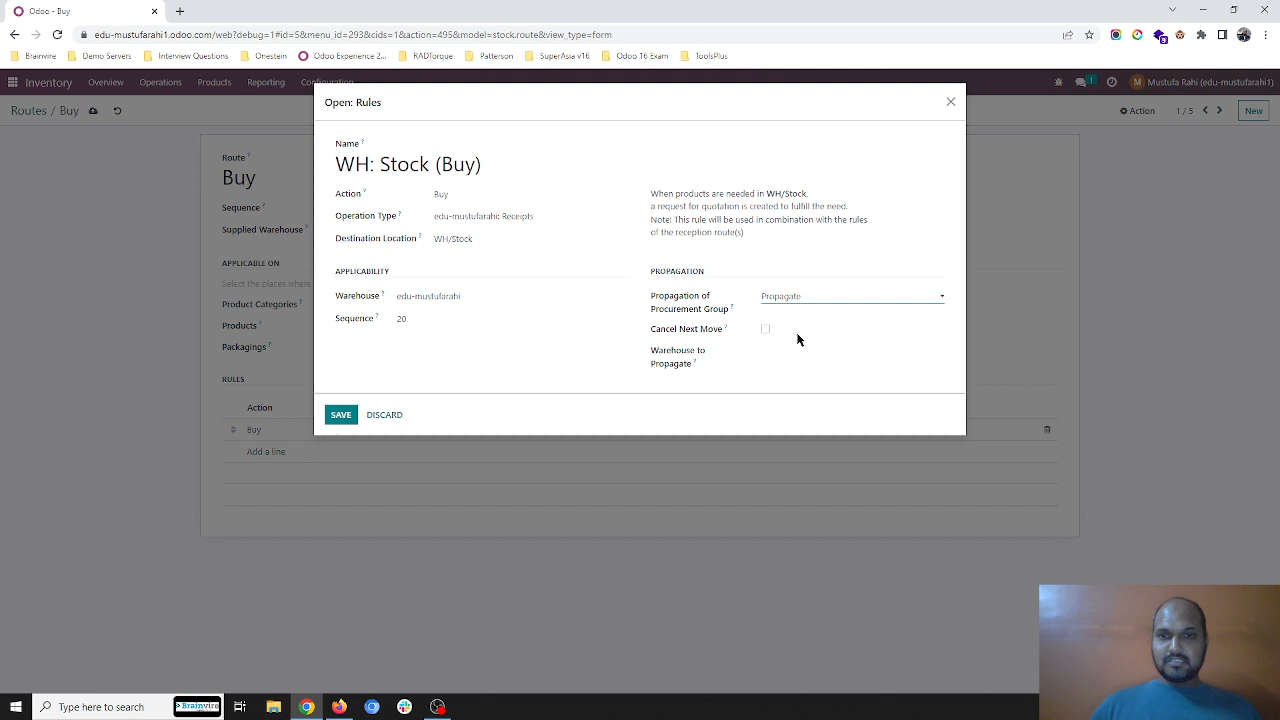 Odoo - Buy
edu-mustufarahi1.odoo.com/web?debug=1#id=5&menu_id=293&cids=1&action=495&model=stock.route&view_type=form
Brainvire Demo Servers Interview Questions Onestein Odoo Experience 2... RADTorque Patterson SuperAsia v16 Odoo 16 Exam ToolsPlus
Inventory Overview Operations Products Reporting Configuration 1 M Mustufa Rahi (edu-mustufarahi1)
Routes / Buy Action 1 / 5 New
Open: Rules
Route ?
Buy
Sequence ?
Supplied Warehouse ?
APPLICABLE ON
Select the places where
Product Categories ?
Products ?
Packagings ?
RULES
Action
Buy
Add a line
Name ?
WH: Stock (Buy)
Action ? Buy
Operation Type ? edu-mustufarahi: Receipts
Destination Location ? WH/Stock
When products are needed in WH/Stock,
a request for quotation is created to fulfill the need.
Note: This rule will be used in combination with the rules
of the reception route(s)
APPLICABILITY
Warehouse ? edu-mustufarahi
Sequence ? 20
PROPAGATION
Propagation of
Procurement Group ? Propagate
Cancel Next Move ?
Warehouse to
Propagate ?
SAVE DISCARD
Type here to search
> Brainvire